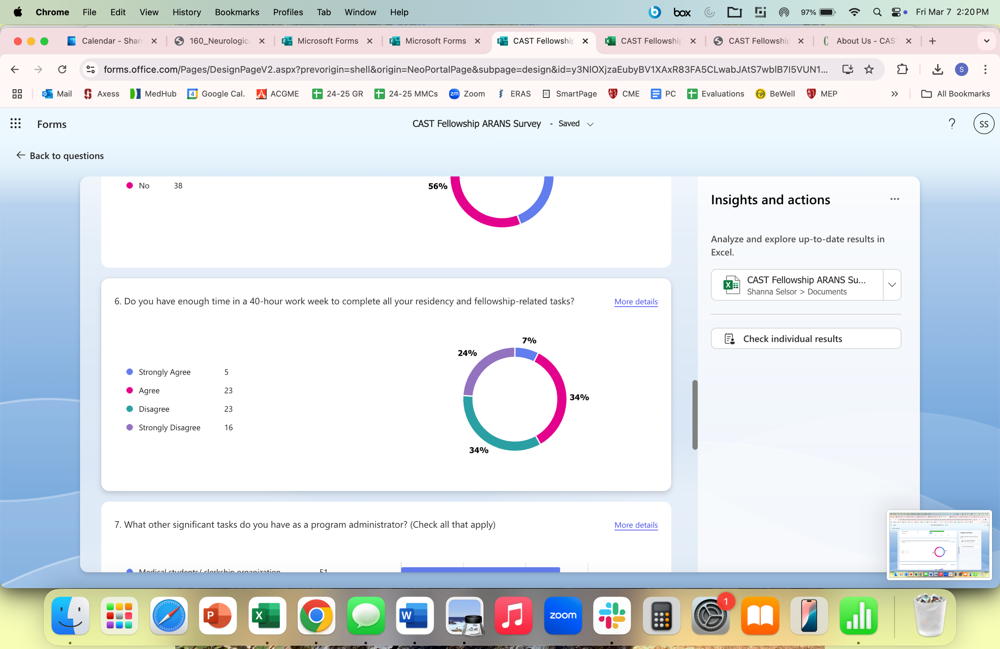 Chrome File Edit View History Bookmarks Profiles Tab Window Help box 97% Fri Mar 7 2:20 PM
Calendar - Shan 160_Neurologic Microsoft Forms Microsoft Forms CAST Fellowship CAST Fellowship CAST Fellowship About Us - CAS
forms.office.com/Pages/DesignPageV2.aspx?prevorigin=shell&origin=NeoPortalPage&subpage=design&id=y3NlOXjzaEubyBV1XAxR83FA5CLwabJAtS7wblB7I5VUN1... S
Mail Axess MedHub Google Cal. ACGME 24-25 GR 24-25 MMCs Zoom ERAS SmartPage CME PC Evaluations BeWell MEP All Bookmarks
Forms CAST Fellowship ARANS Survey - Saved ? SS
Back to questions
No 38
56%
6. Do you have enough time in a 40-hour work week to complete all your residency and fellowship-related tasks? More details
Strongly Agree 5
Agree 23
Disagree 23
Strongly Disagree 16
7%
24%
34%
34%
7. What other significant tasks do you have as a program administrator? (Check all that apply) More details
Medical students/ clerkship organization 51
Insights and actions
Analyze and explore up-to-date results in
Excel.
CAST Fellowship ARANS Su...
Shanna Selsor > Documents
Check individual results
zoom
1